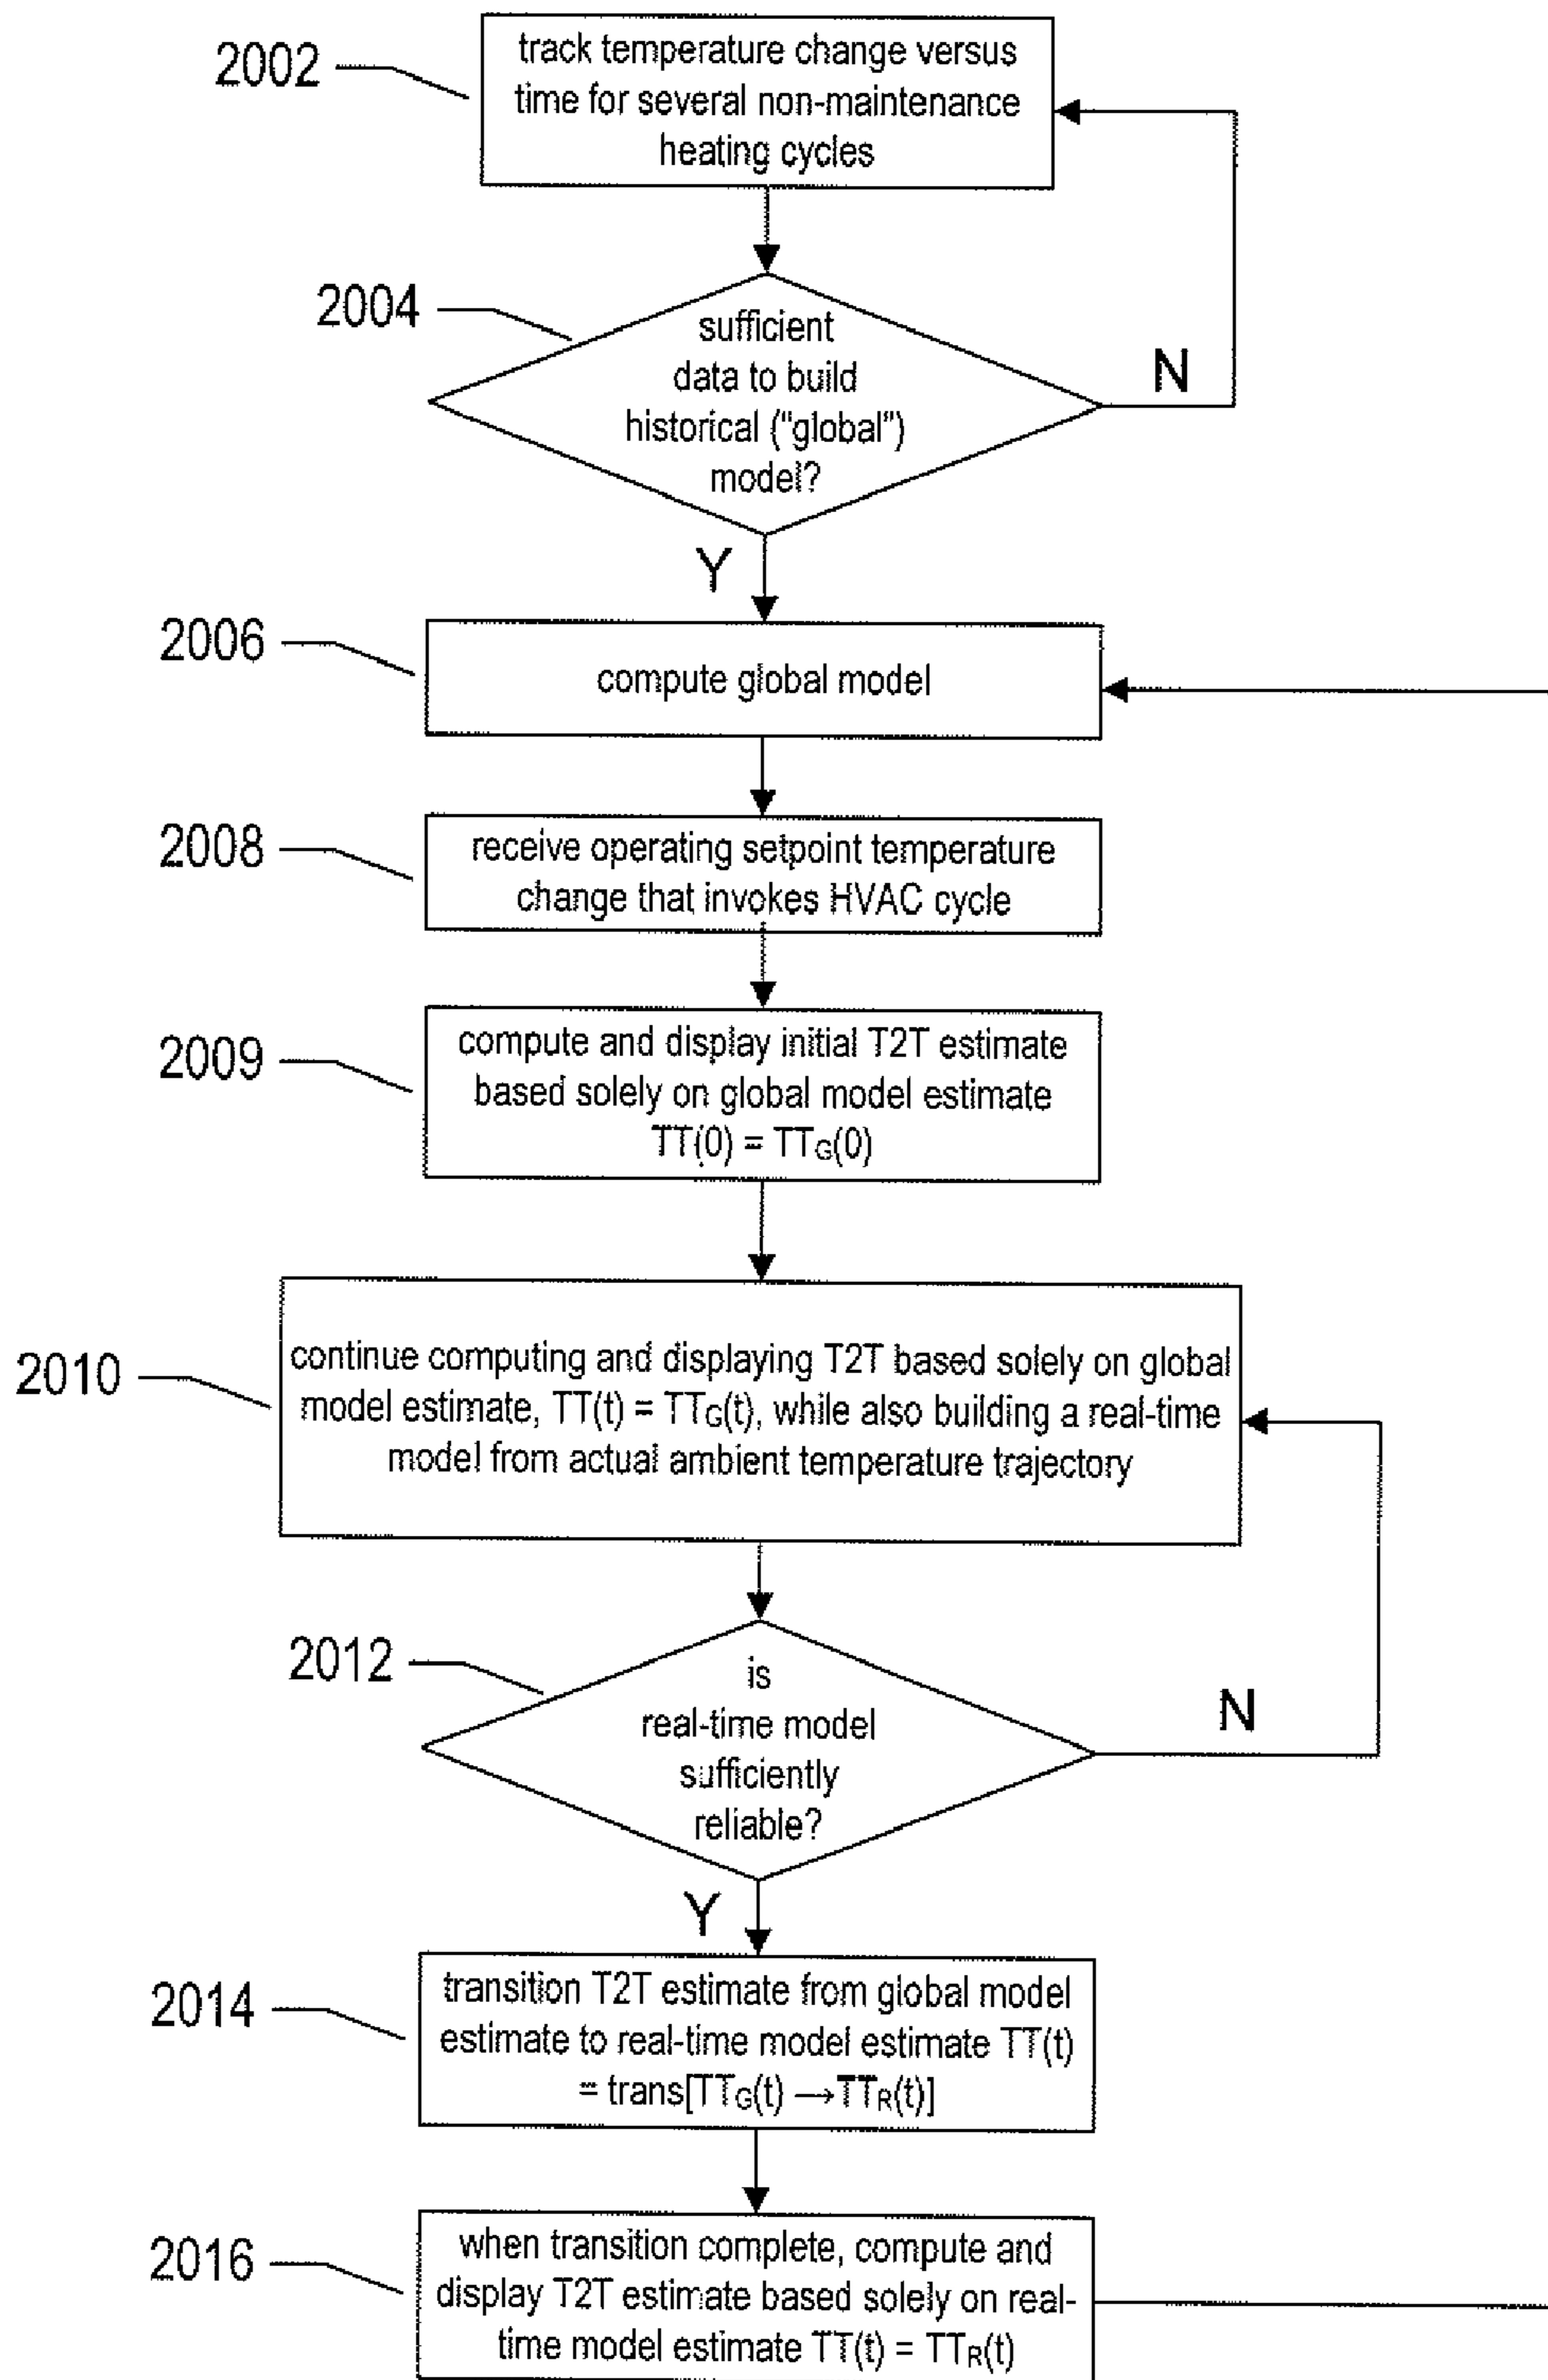 2002
track temperature change versus
time for several non-maintenance
heating cycles
2004
sufficient
data to build
historical ("global")
model?
N
Y
2006
compute global model
2008
receive operating setpoint temperature
change that invokes HVAC cycle
2009
compute and display initial T2T estimate
based solely on global model estimate
TT(0) = TTG(0)
2010
continue computing and displaying T2T based solely on global
model estimate, TT(t) = TTG(t), while also building a real-time
model from actual ambient temperature trajectory
2012
is
real-time model
sufficiently
reliable?
N
Y
2014
transition T2T estimate from global model
estimate to real-time model estimate TT(t)
= trans[TTG(t) →TTR(t)]
2016
when transition complete, compute and
display T2T estimate based solely on real-
time model estimate TT(t) = TTR(t)